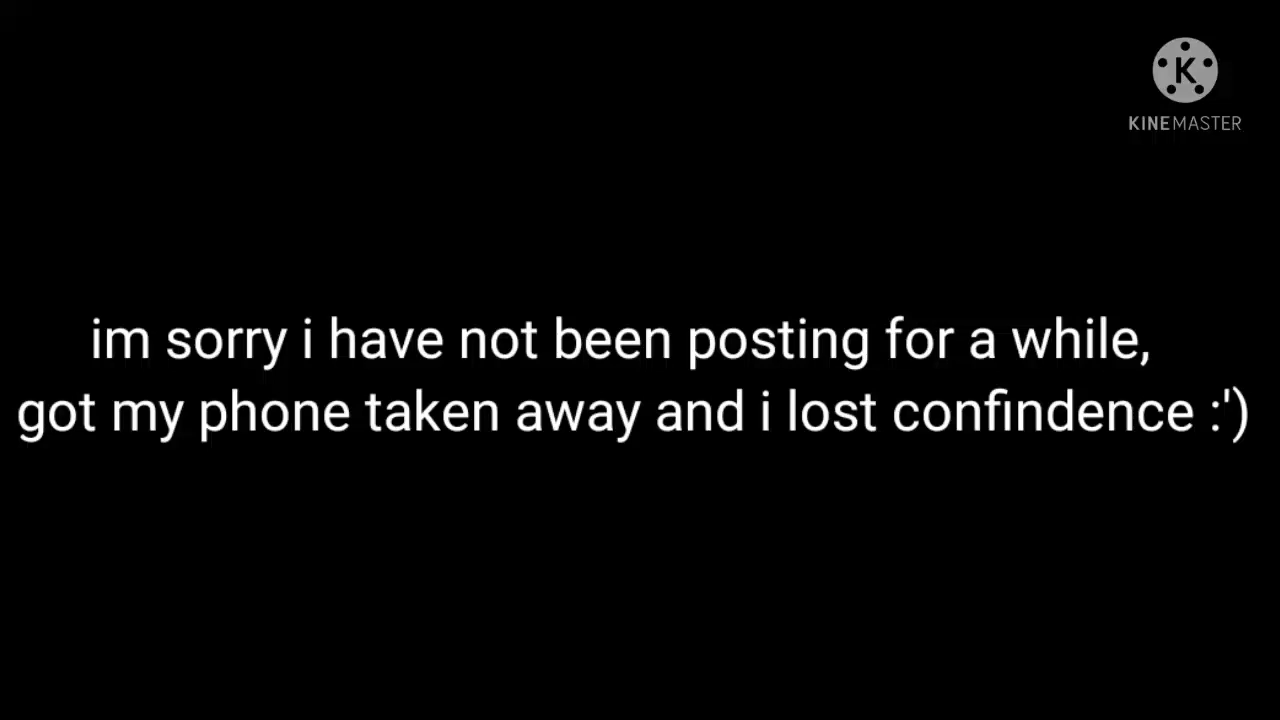 K
KINEMASTER
im sorry i have not been posting for a while,
got my phone taken away and i lost confindence :')